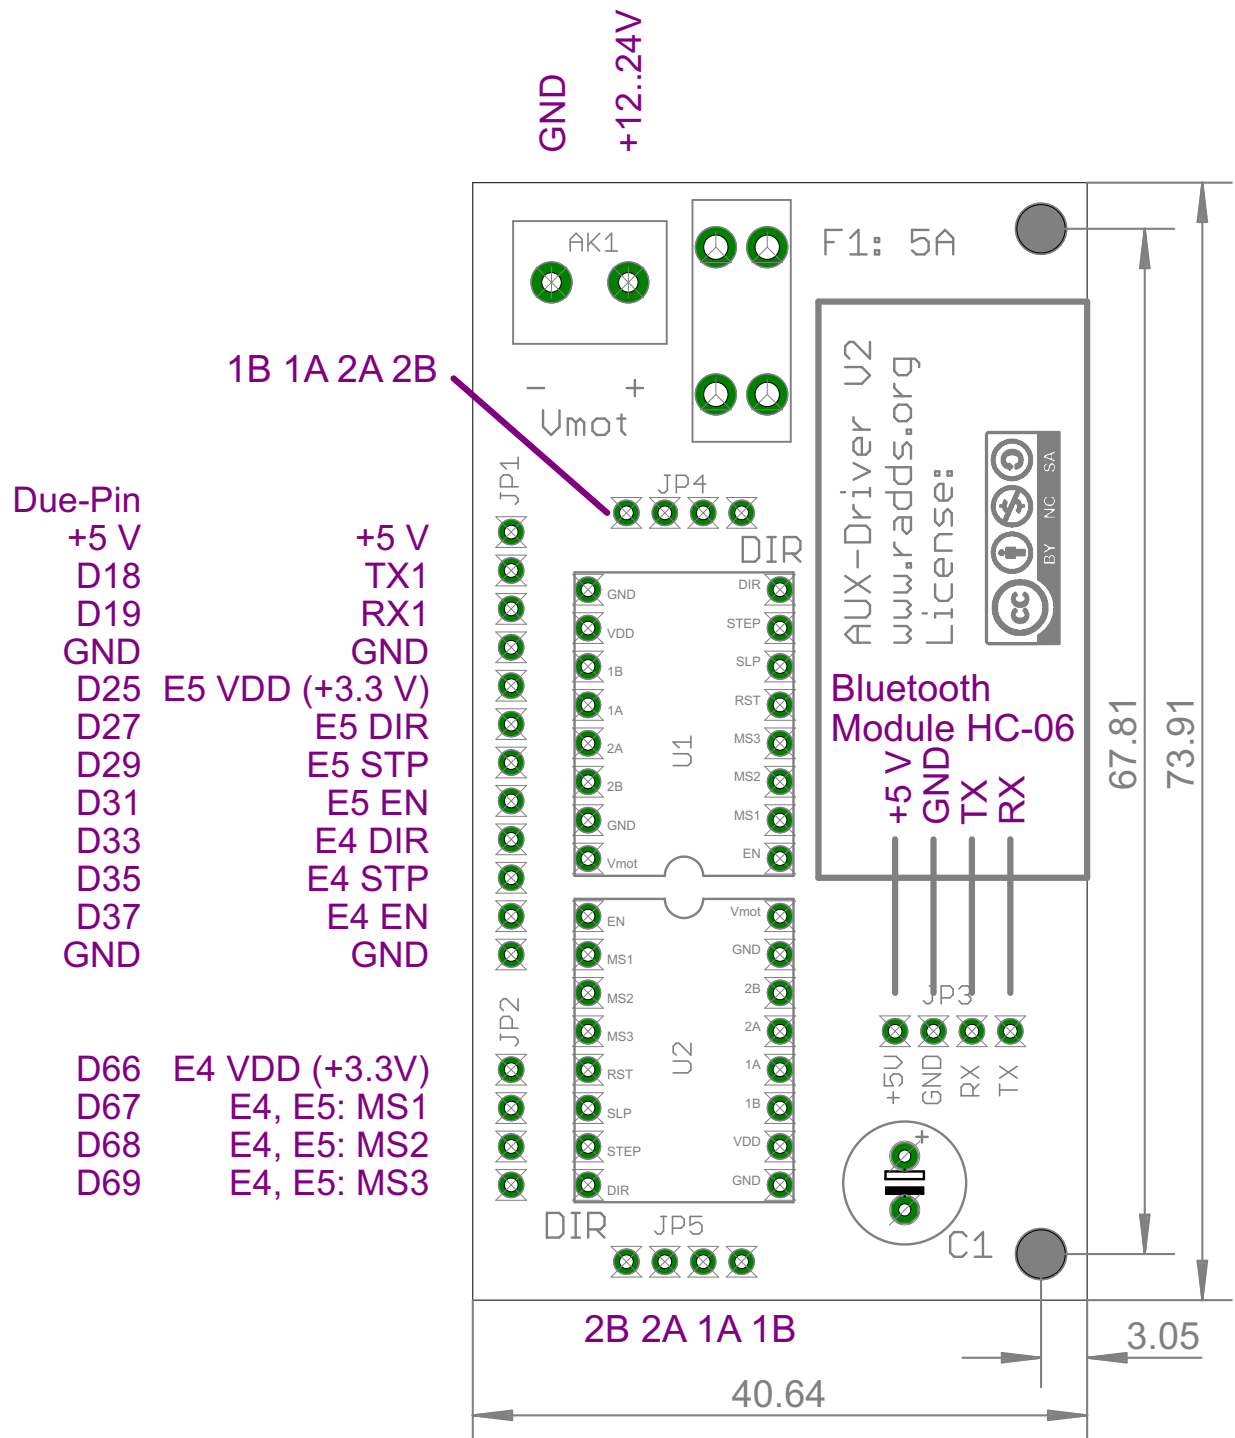 GND
+12..24V
AK1
F1: 5A
- +
Vmot
1B 1A 2A 2B
AUX-Driver V2
www.radds.org
License:
CC BY NC SA
JP1
JP4
DIR
Due-Pin
+5 V +5 V
D18 TX1
D19 RX1
GND GND
D25 E5 VDD (+3.3 V)
D27 E5 DIR
D29 E5 STP
D31 E5 EN
D33 E4 DIR
D35 E4 STP
D37 E4 EN
GND GND
GND DIR
VDD STEP
1B SLP
1A RST
2A MS3
2B MS2
GND MS1
Vmot EN
U1
Bluetooth
Module HC-06
+5 V
GND
TX
RX
67.81
73.91
JP2
D66 E4 VDD (+3.3V)
D67 E4, E5: MS1
D68 E4, E5: MS2
D69 E4, E5: MS3
EN Vmot
MS1 GND
MS2 2B
MS3 2A
RST 1A
SLP 1B
STEP VDD
DIR GND
U2
JP3
+5V
GND
RX
TX
+
C1
DIR
JP5
2B 2A 1A 1B
3.05
40.64